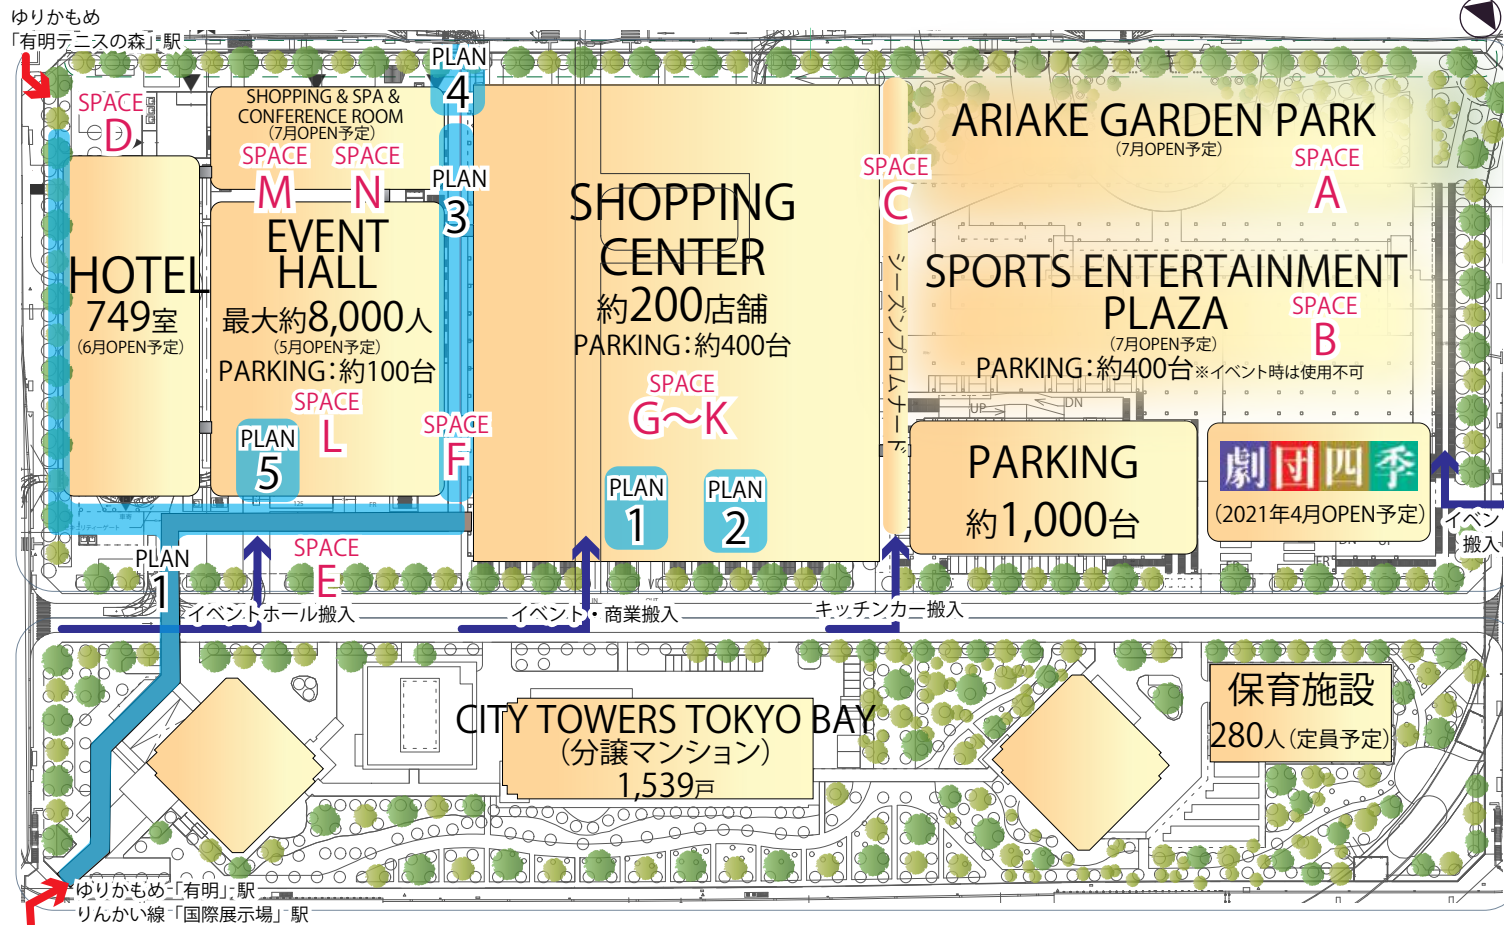 ゆりかもめ
「有明テニスの森」駅
SPACE
D
HOTEL
749室
(6月OPEN予定)
SHOPPING & SPA &
CONFERENCE ROOM
(7月OPEN予定)
SPACE
M
SPACE
N
EVENT
HALL
最大約8,000人
(5月OPEN予定)
PARKING：約100台
SPACE
L
PLAN
5
PLAN
4
PLAN
3
SPACE
F
SHOPPING
CENTER
約200店舗
PARKING：約400台
SPACE
G～K
PLAN
1
PLAN
2
SPACE
C
シーズンプロムナード
ARIAKE GARDEN PARK
(7月OPEN予定)
SPACE
A
SPORTS ENTERTAINMENT
PLAZA
(7月OPEN予定)
SPACE
B
PARKING：約400台※イベント時は使用不可
UP
DN
PARKING
約1,000台
劇団四季
(2021年4月OPEN予定)
イベン
搬入
PLAN
1
SPACE
E
イベントホール搬入
イベント・商業搬入
キッチンカー搬入
CITY TOWERS TOKYO BAY
（分譲マンション）
1,539戸
保育施設
280人（定員予定）
ゆりかもめ「有明」駅
りんかい線「国際展示場」駅